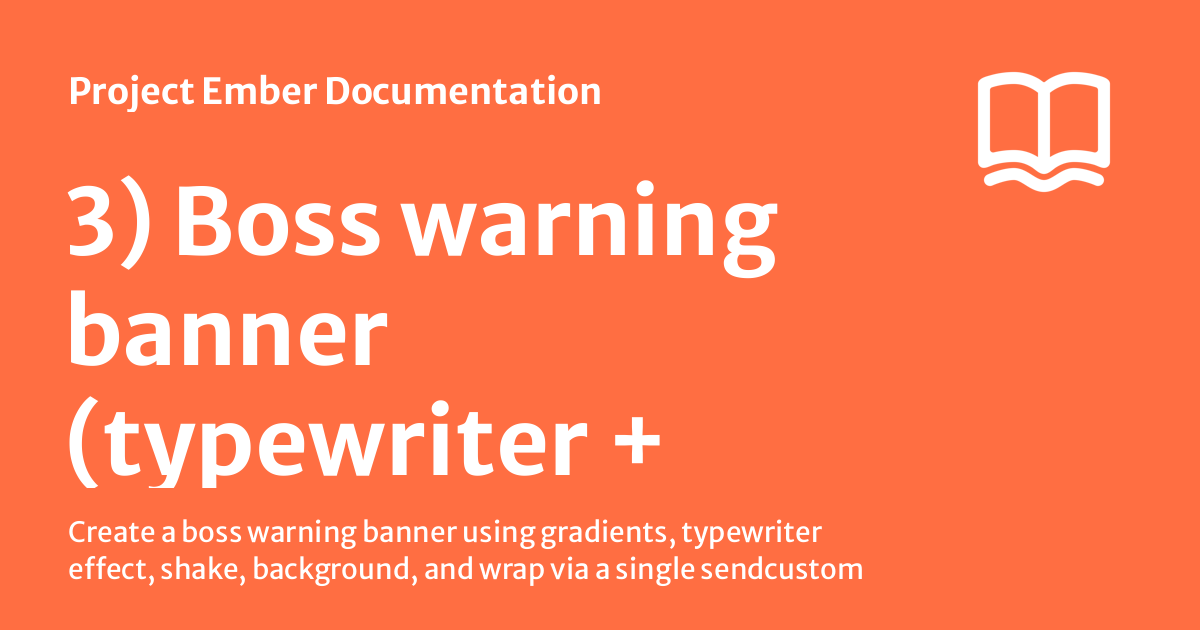 Project Ember Documentation
3) Boss warning
banner
(typewriter +
Create a boss warning banner using gradients, typewriter
effect, shake, background, and wrap via a single sendcustom